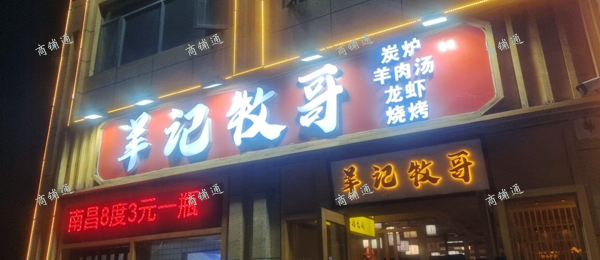 商铺通 商铺通 商铺通
炭炉
羊肉汤
龙虾
烧烤
羊记牧哥
羊记牧哥
南昌8度3元一瓶
商铺通 商铺通 商铺通 商铺通